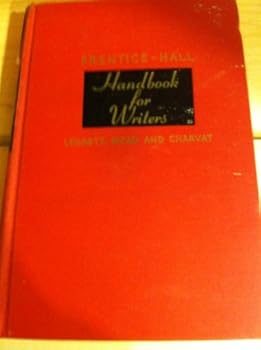 PRENTICE-HALL
Handbook
for
Writers
LEGGETT, MEAD AND CHARVAT